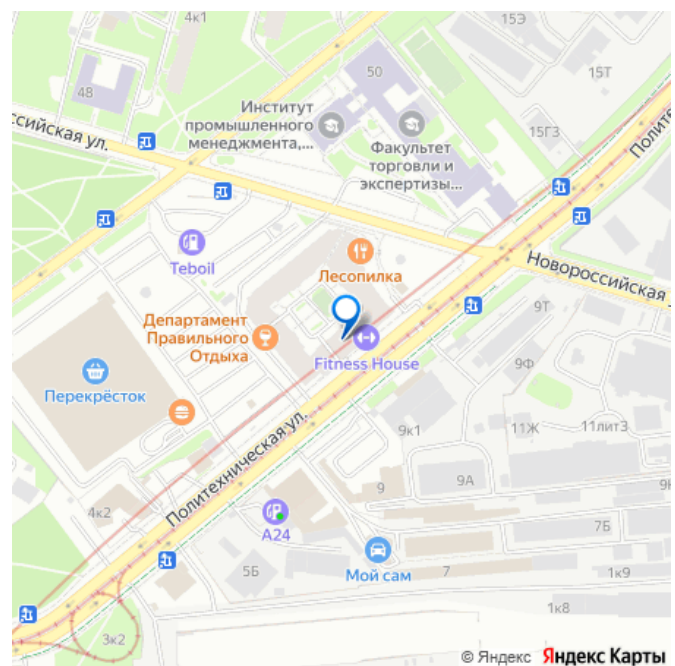 4к1
15Э
15Т
50
48
ссийская ул.
Институт
промышленного
менеджмента,...
Факультет
торговли и
экспертизы...
15Г3
Полите
Teboil
Лесопилка
Новороссийская
Департамент
Правильного
Отдыха
Fitness House
9Т
9Ф
Перекрёсток
Политехническая ул.
9к1
11Ж
11лит3
9
9А
9
4к2
А24
7Б
5Б
Мой сам
7
1к9
1к8
3к2
© Яндекс Яндекс Карты